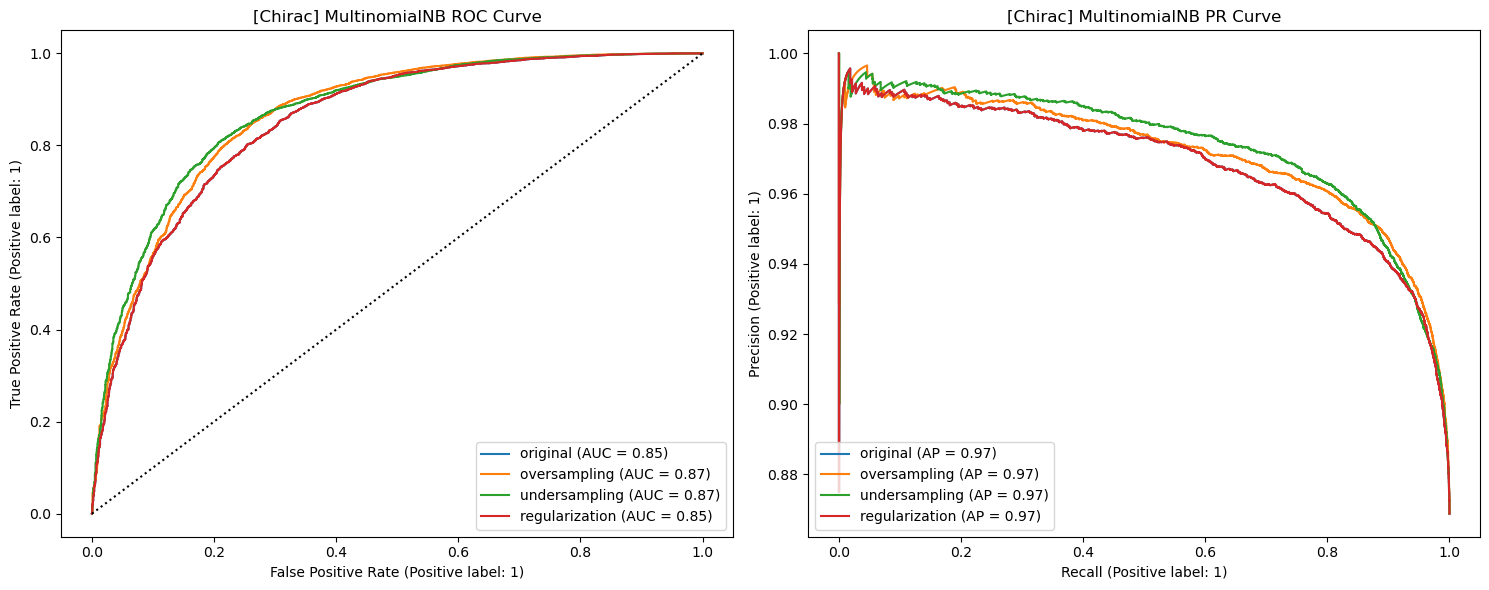 [Chirac] MultinomialNB ROC Curve
1.0
0.8
0.6
0.4
0.2
0.0
True Positive Rate (Positive label: 1)
original (AUC = 0.85)
oversampling (AUC = 0.87)
undersampling (AUC = 0.87)
regularization (AUC = 0.85)
0.0 0.2 0.4 0.6 0.8 1.0
False Positive Rate (Positive label: 1)
[Chirac] MultinomialNB PR Curve
1.00
0.98
0.96
0.94
0.92
0.90
0.88
Precision (Positive label: 1)
original (AP = 0.97)
oversampling (AP = 0.97)
undersampling (AP = 0.97)
regularization (AP = 0.97)
0.0 0.2 0.4 0.6 0.8 1.0
Recall (Positive label: 1)